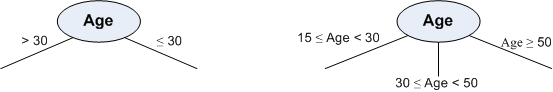 Age
> 30
≤ 30
Age
15 ≤ Age < 30
Age ≥ 50
30 ≤ Age < 50